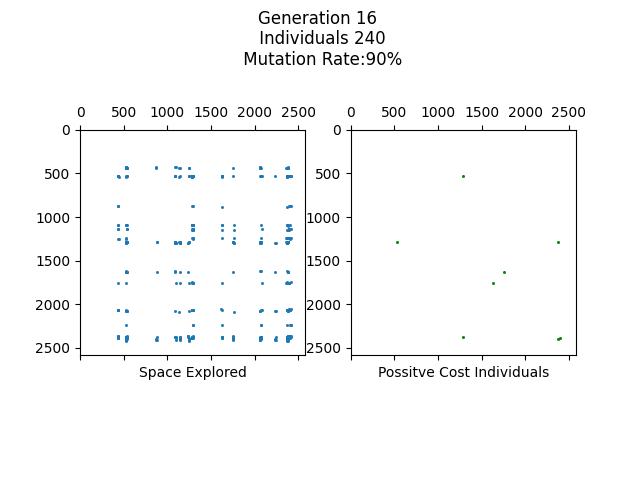 Generation 16
Individuals 240
Mutation Rate:90%
0 500 1000 1500 2000 2500
0 500 1000 1500 2000 2500
0
500
1000
1500
2000
2500
0
500
1000
1500
2000
2500
Space Explored
Possitve Cost Individuals